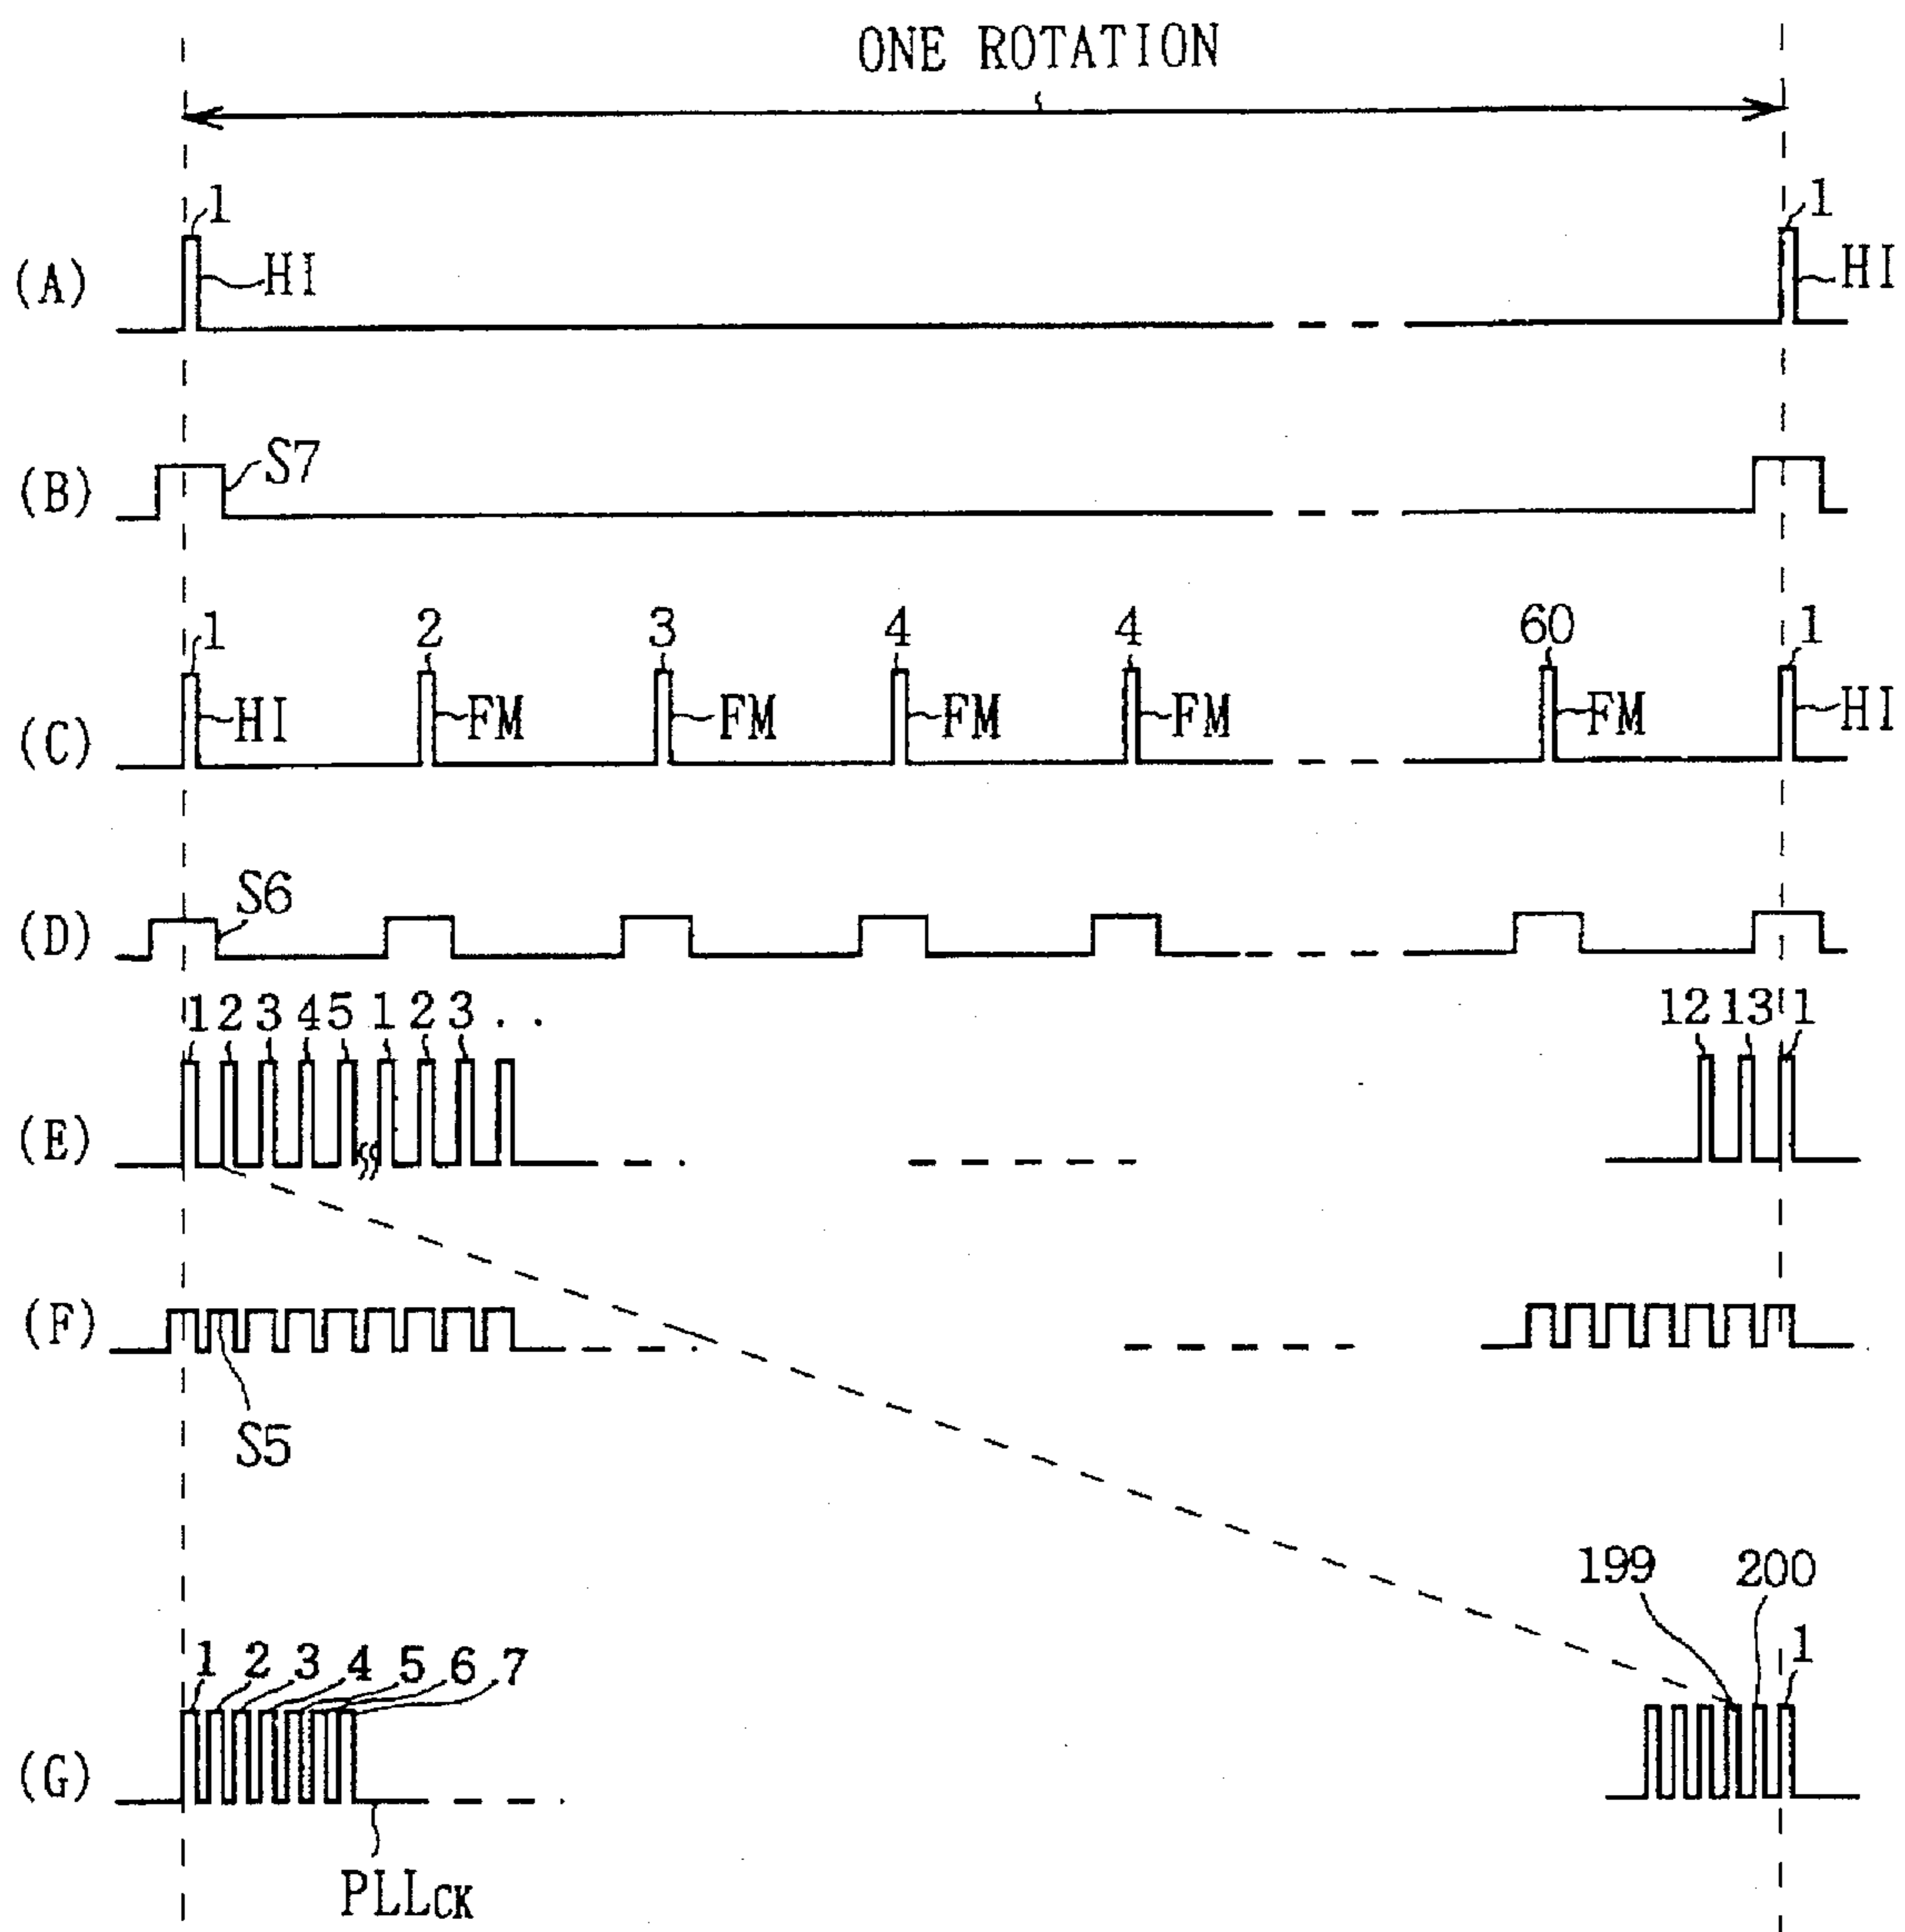 ONE ROTATION
1 1
(A) HI HI
(B) S7
1 2 3 4 4 60 1
(C) HI FM FM FM FM FM HI
(D) S6
1 2 3 4 5 1 2 3 . . 12 13 1
(E)
(F)
S5
199 200
1 2 3 4 5 6 7 1
(G)
PLLCK